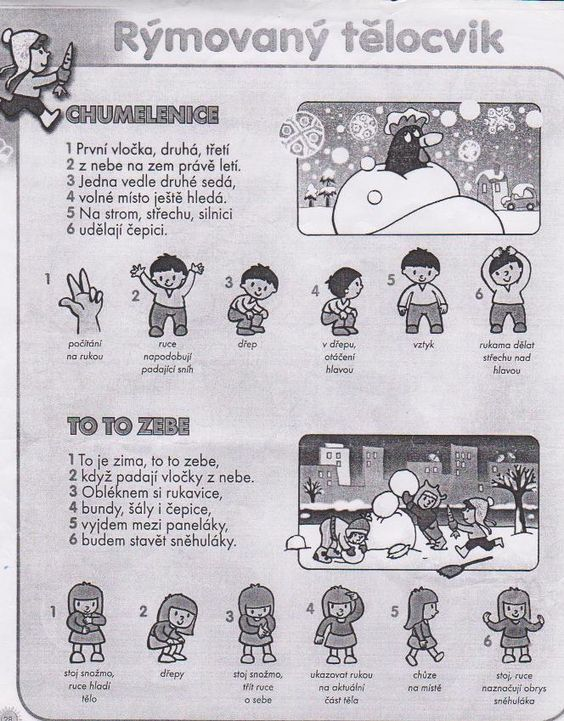 Rýmovaný tělocvik
CHUMELENICE
1 První vločka, druhá, třetí
2 z nebe na zem právě letí.
3 Jedna vedle druhé sedá,
4 volné místo ještě hledá.
5 Na strom, střechu, silnici
6 udělají čepici.
1
2
3
4
5
6
počítání
na rukou
ruce
napodobují
padající sníh
dřep
v dřepu,
otáčení
hlavou
vztyk
rukama dělat
střechu nad
hlavou
TO TO ZEBE
1 To je zima, to to zebe,
2 když padají vločky z nebe.
3 Obléknem si rukavice,
4 bundy, šály i čepice,
5 vyjdem mezi paneláky,
6 budem stavět sněhuláky.
1
2
3
4
5
6
stoj snožmo,
ruce hladí
tělo
dřepy
stoj snožmo,
třít ruce
o sebe
ukazovat rukou
na aktuální
část těla
chůze
na místě
stoj, ruce
naznačují obrys
sněhuláka